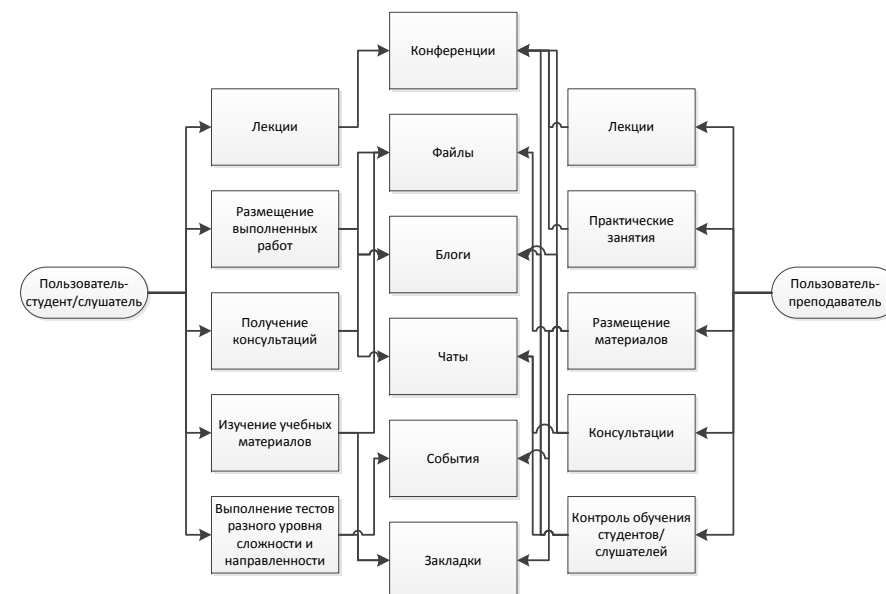 Конференции
Лекции
Лекции
Файлы
Размещение
выполненных
работ
Практические
занятия
Блоги
Пользователь-
студент/слушатель
Пользователь-
преподаватель
Получение
консультаций
Размещение
материалов
Чаты
Изучение учебных
материалов
Консультации
События
Выполнение тестов
разного уровня
сложности и
направленности
Контроль обучения
студентов/
слушателей
Закладки